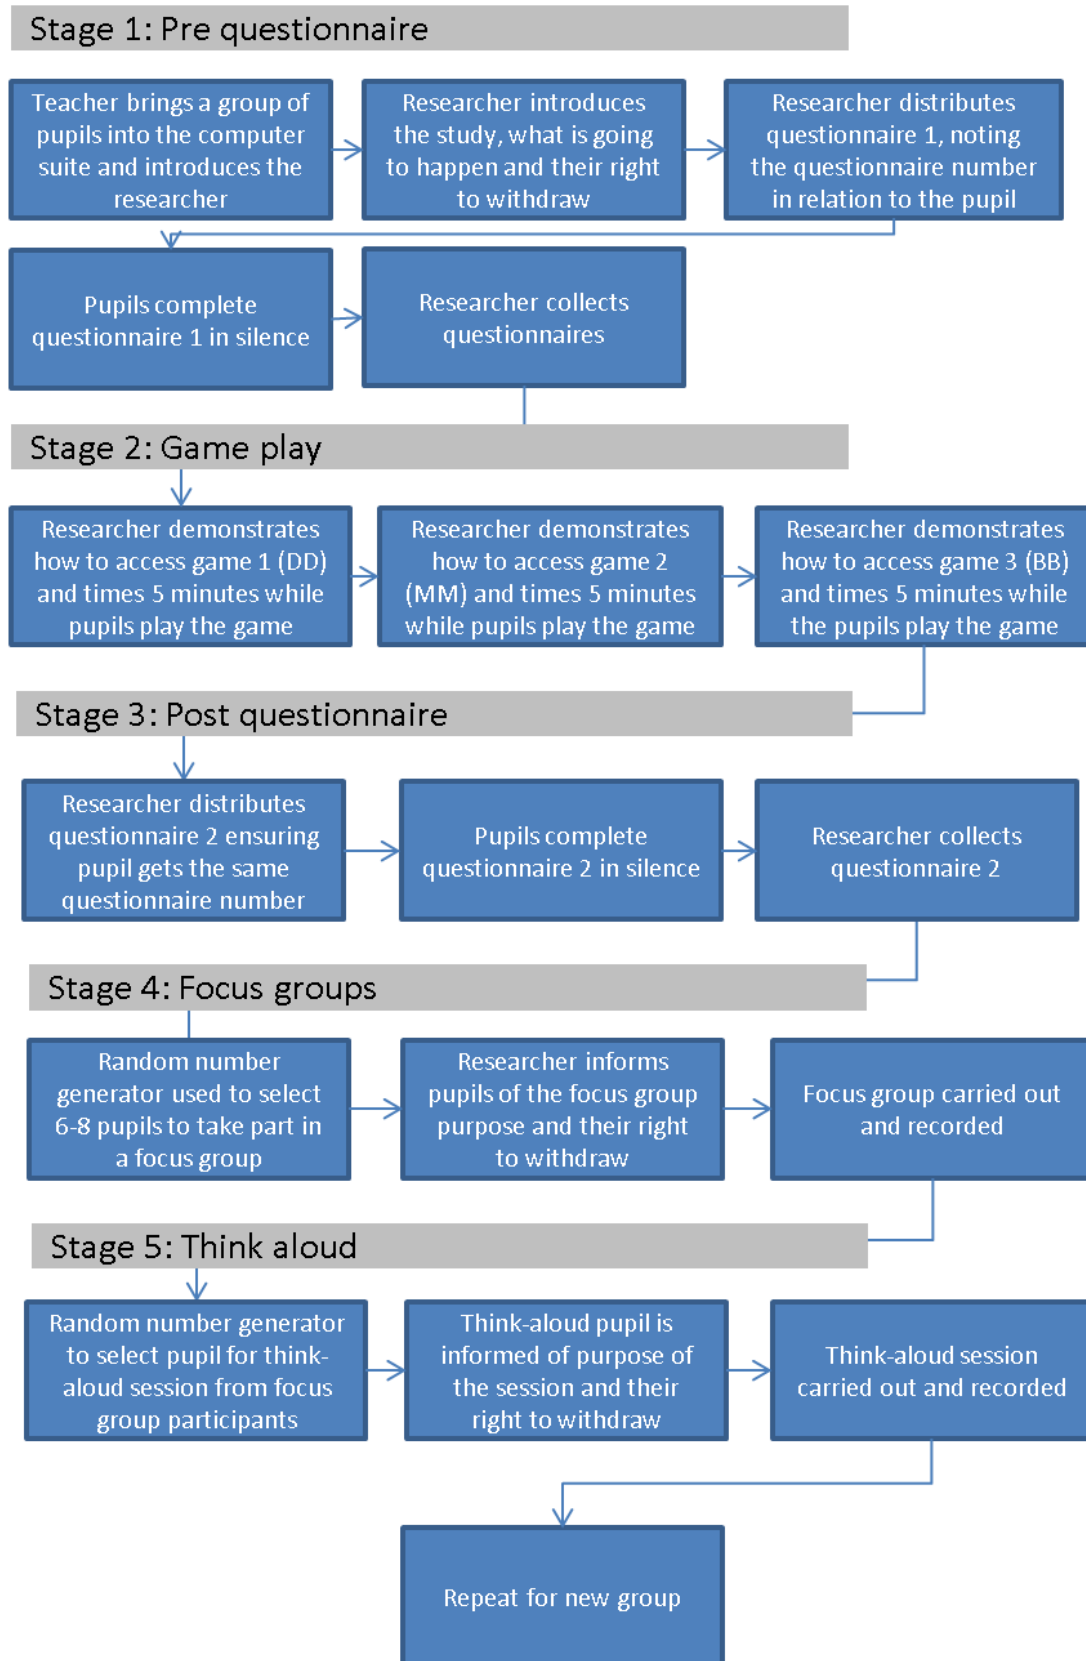 Stage 1: Pre questionnaire
Teacher brings a group of
pupils into the computer
suite and introduces the
researcher
Researcher introduces
the study, what is going
to happen and their right
to withdraw
Researcher distributes
questionnaire 1, noting
the questionnaire number
in relation to the pupil
Pupils complete
questionnaire 1 in silence
Researcher collects
questionnaires
Stage 2: Game play
Researcher demonstrates
how to access game 1 (DD)
and times 5 minutes while
pupils play the game
Researcher demonstrates
how to access game 2
(MM) and times 5 minutes
while pupils play the game
Researcher demonstrates
how to access game 3 (BB)
and times 5 minutes while
the pupils play the game
Stage 3: Post questionnaire
Researcher distributes
questionnaire 2 ensuring
pupil gets the same
questionnaire number
Pupils complete
questionnaire 2 in silence
Researcher collects
questionnaire 2
Stage 4: Focus groups
Random number
generator used to select
6-8 pupils to take part in
a focus group
Researcher informs
pupils of the focus group
purpose and their right
to withdraw
Focus group carried out
and recorded
Stage 5: Think aloud
Random number generator
to select pupil for think-
aloud session from focus
group participants
Think-aloud pupil is
informed of purpose of
the session and their
right to withdraw
Think-aloud session
carried out and recorded
Repeat for new group